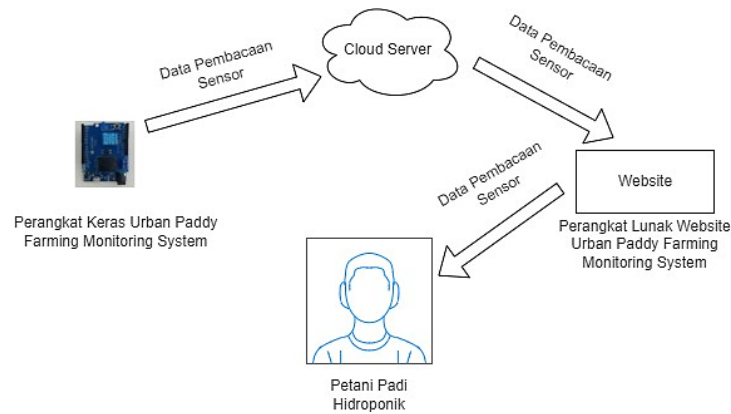 Cloud Server
Data Pembacaan
Sensor
Data Pembacaan
Sensor
Website
Data Pembacaan
Sensor
Perangkat Keras Urban Paddy
Farming Monitoring System
Perangkat Lunak Website
Urban Paddy Farming
Monitoring System
Petani Padi
Hidroponik